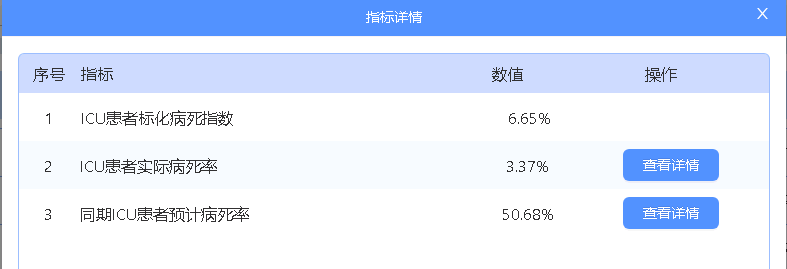 指标详情 X
序号 指标 数值 操作
1 ICU患者标化病死指数 6.65%
2 ICU患者实际病死率 3.37% 查看详情
3 同期ICU患者预计病死率 50.68% 查看详情